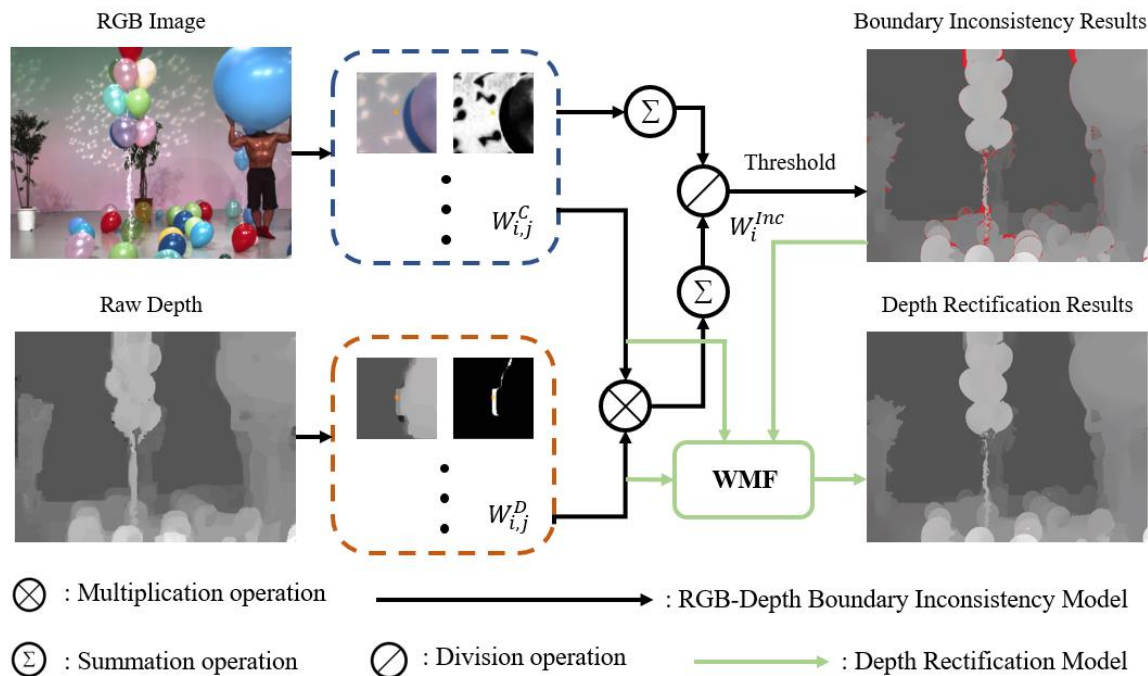 RGB Image
Boundary Inconsistency Results
Σ
Threshold
$W_{i,j}^{C}$
$W_{i}^{Inc}$
Σ
Raw Depth
Depth Rectification Results
WMF
$W_{i,j}^{D}$
: Multiplication operation
: RGB-Depth Boundary Inconsistency Model
Σ : Summation operation
: Division operation
: Depth Rectification Model